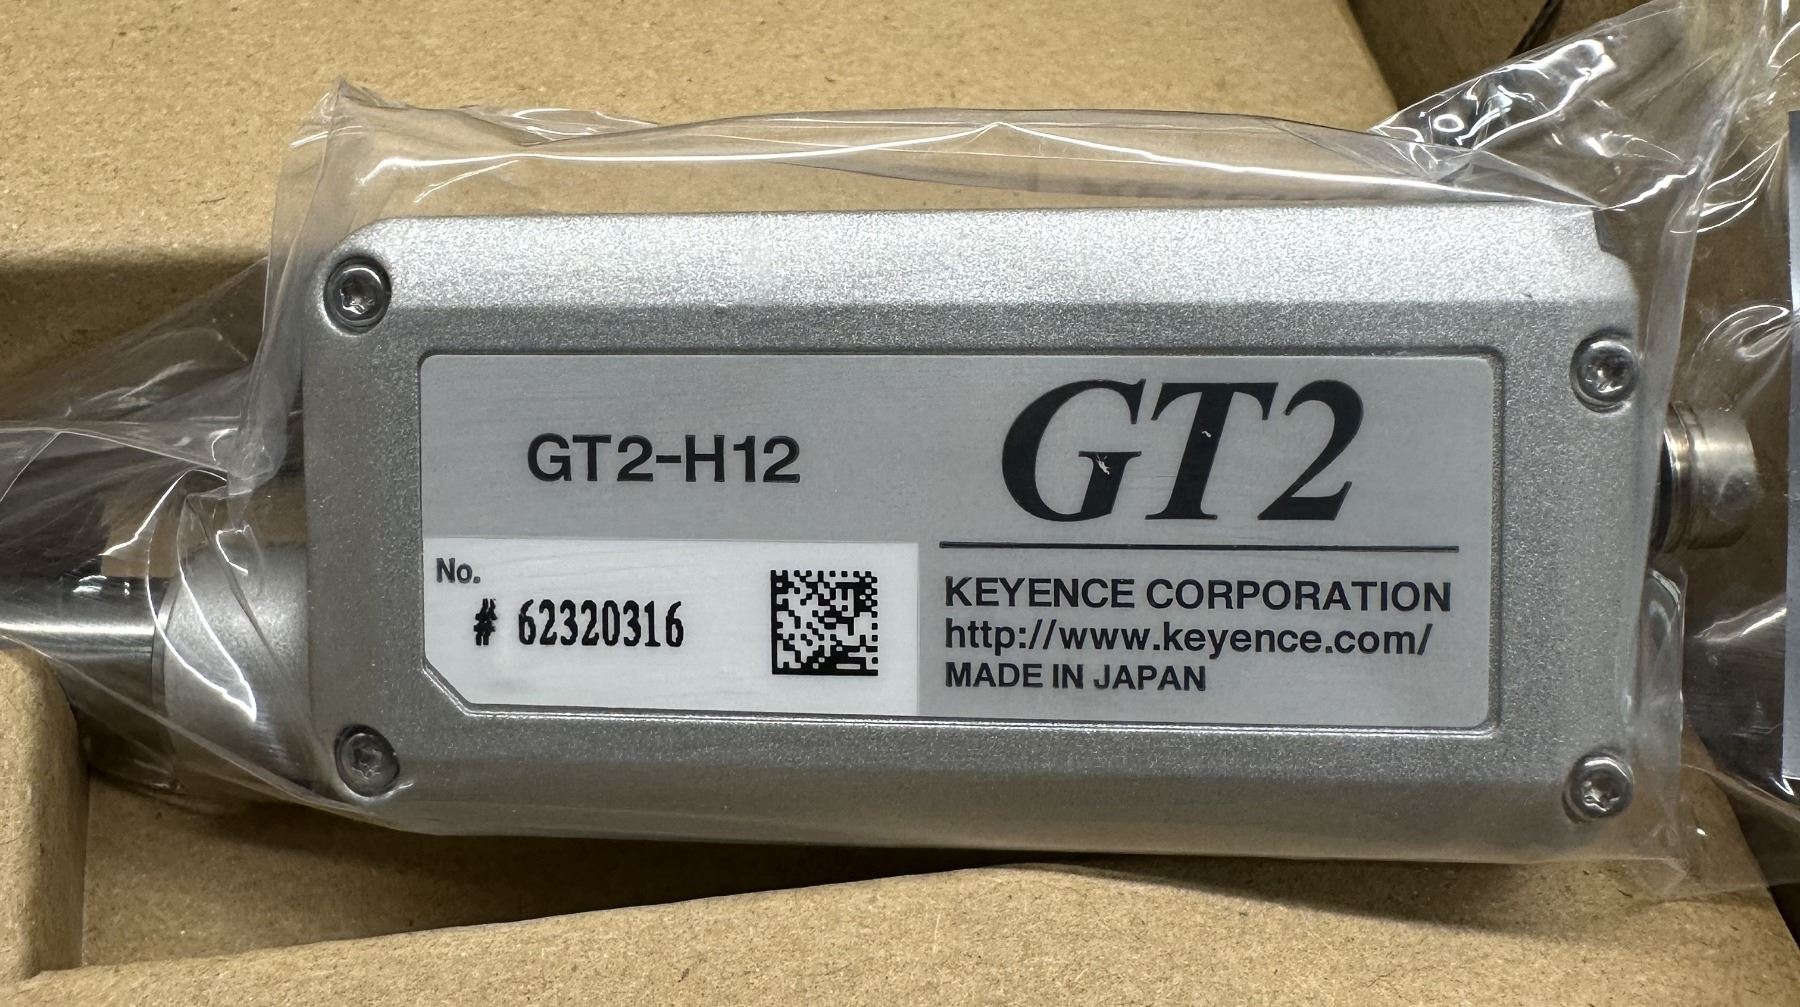 GT2-H12
GT2
No.
# 62320316
KEYENCE CORPORATION
http://www.keyence.com/
MADE IN JAPAN